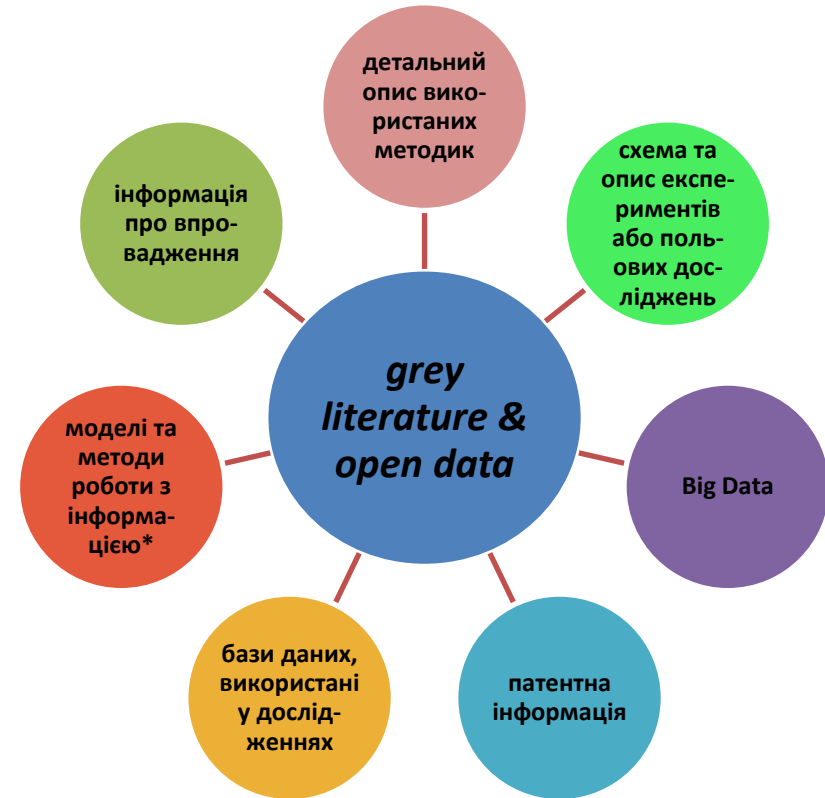 детальний
опис вико-
ристаних
методик
схема та
опис експе-
риментів
або поль-
ових дос-
ліджень
Big Data
патентна
інформація
бази даних,
використані
у дослід-
женнях
моделі та
методи
роботи з
інформа-
цією*
інформація
про впро-
вадження
grey
literature &
open data